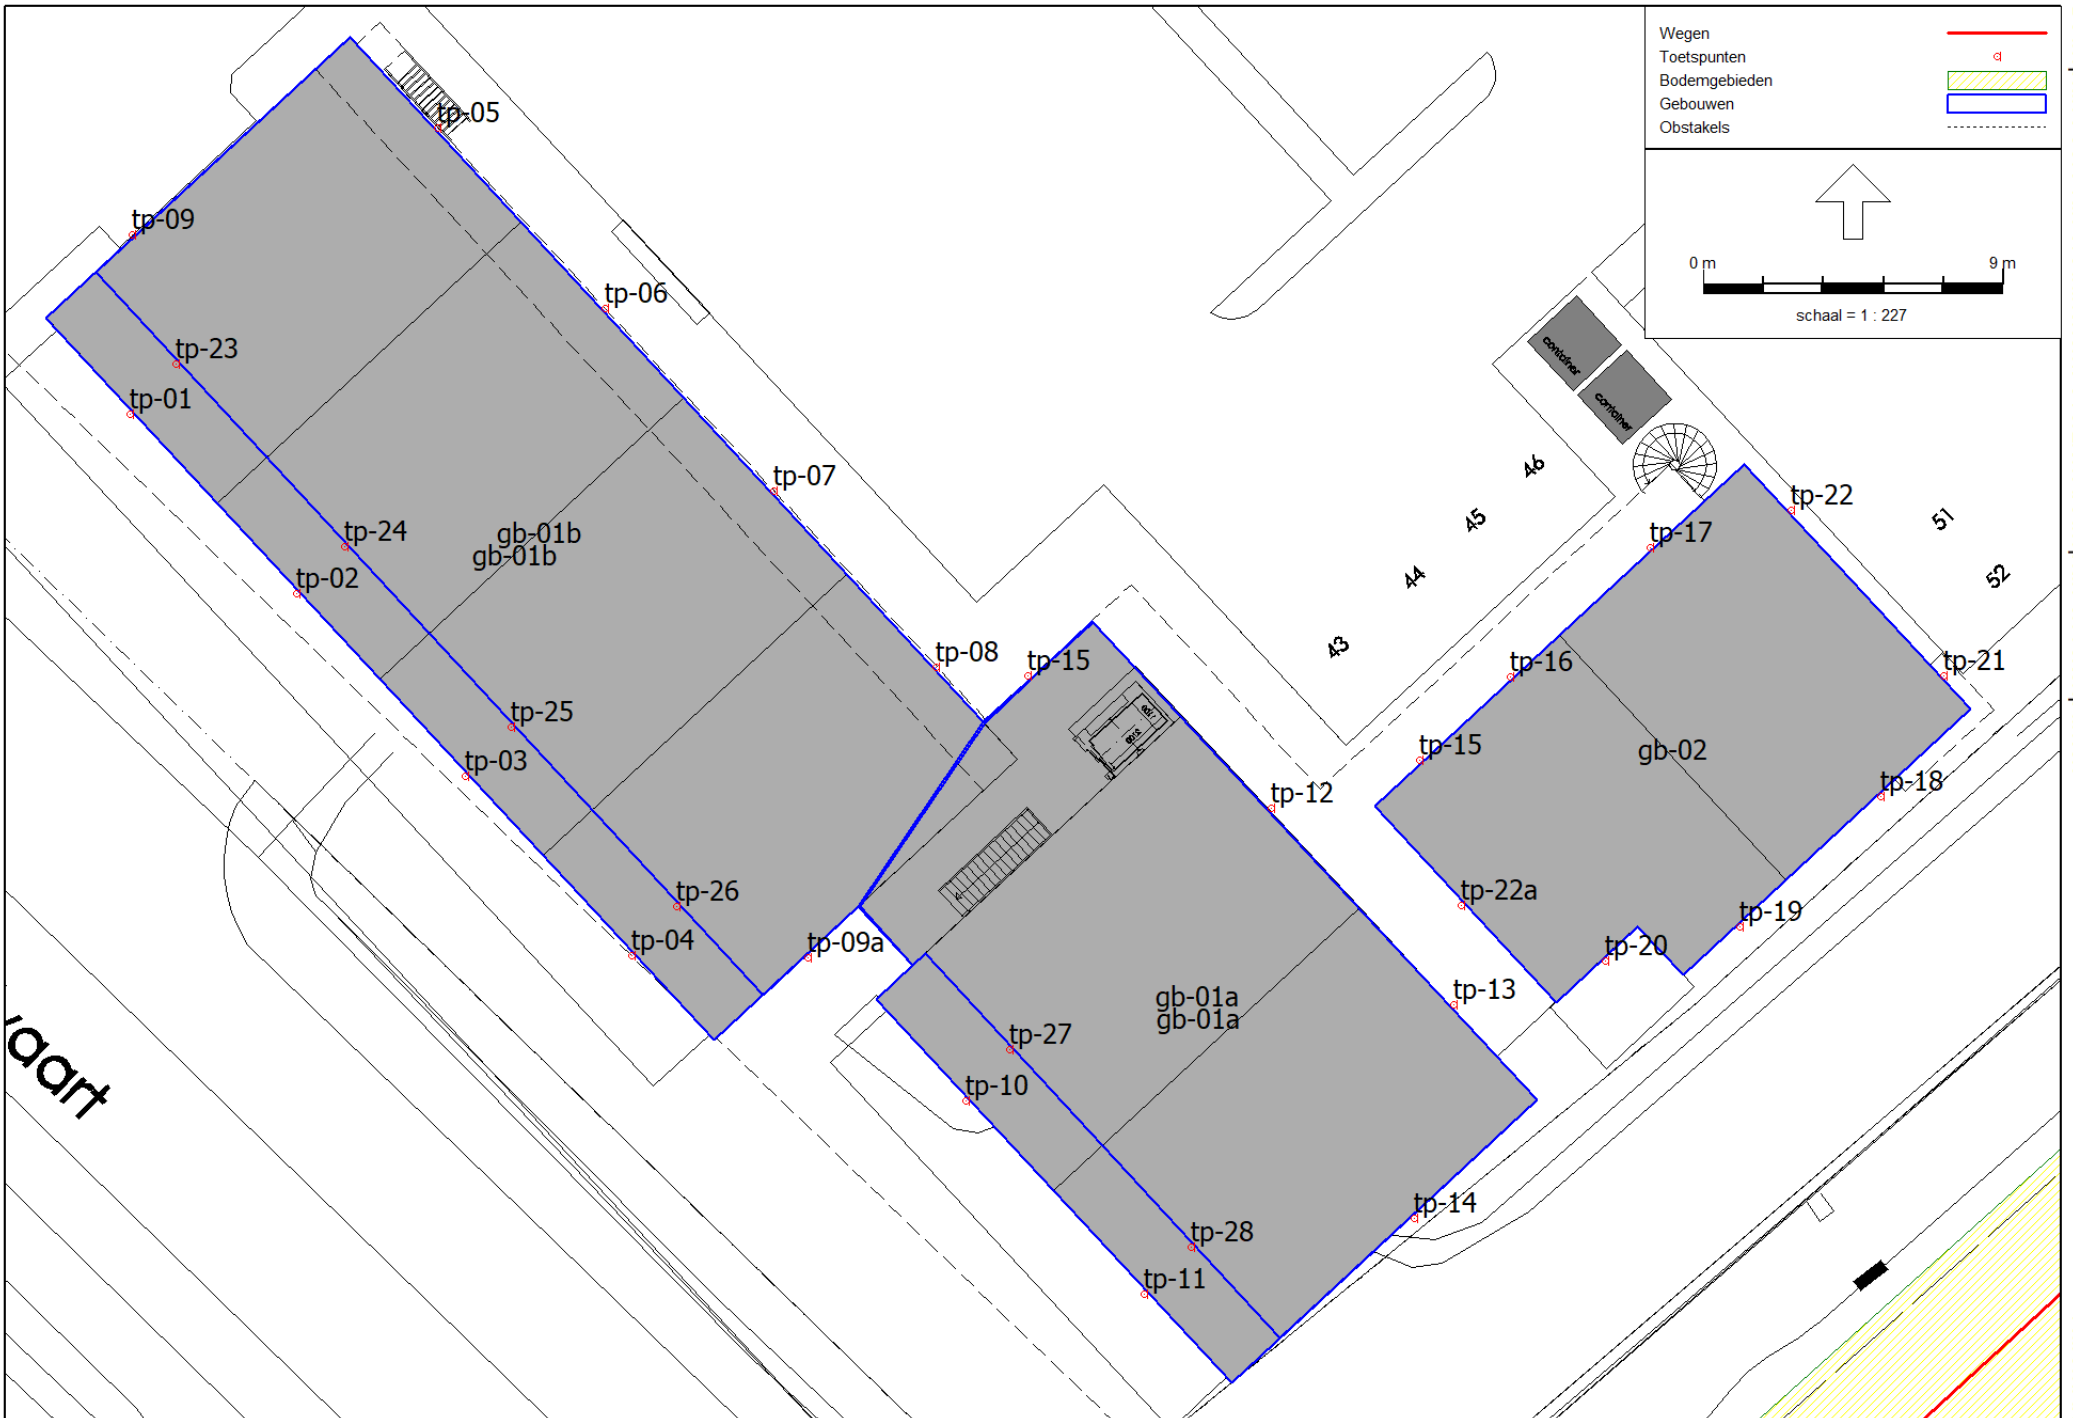 Wegen
Toetspunten
Bodemgebieden
Gebouwen
Obstakels
0 m 9 m
schaal = 1 : 227
tp-05
tp-09
tp-06
tp-23
tp-01
container
container
46
tp-07
tp-22
45
51
tp-24
gb-01b
gb-01b
tp-17
tp-02
44
52
43
tp-08
tp-15
tp-16
tp-21
tp-25
tp-15
gb-02
tp-03
tp-12
tp-18
tp-26
tp-22a
tp-04
tp-09a
tp-19
tp-20
gb-01a
gb-01a
tp-13
tp-27
vaart
tp-10
tp-14
tp-28
tp-11